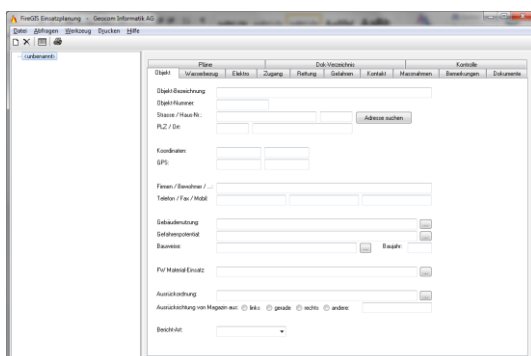 FireGIS Einsatzplanung - Geocom Informatik AG
Datei Abfragen Werkzeug Drucken Hilfe
<unbenannt>
Pläne Dok-Verzeichnis Kontrolle
Objekt Wasserbezug Elektro Zugang Rettung Gefahren Kontakt Massnahmen Bemerkungen Dokumente
Objekt-Bezeichnung:
Objekt-Nummer:
Strasse / Haus-Nr.: Adresse suchen
PLZ / Ort:
Koordinaten:
GPS:
Firmen / Bewohner / ...:
Telefon / Fax / Mobil:
Gebäudenutzung: ...
Gefahrenpotential: ...
Bauweise: ... Baujahr:
FW Material-Einsatz: ...
Ausrückordnung: ...
Ausrückrichtung von Magazin aus: links gerade rechts andere:
Bericht-Art: